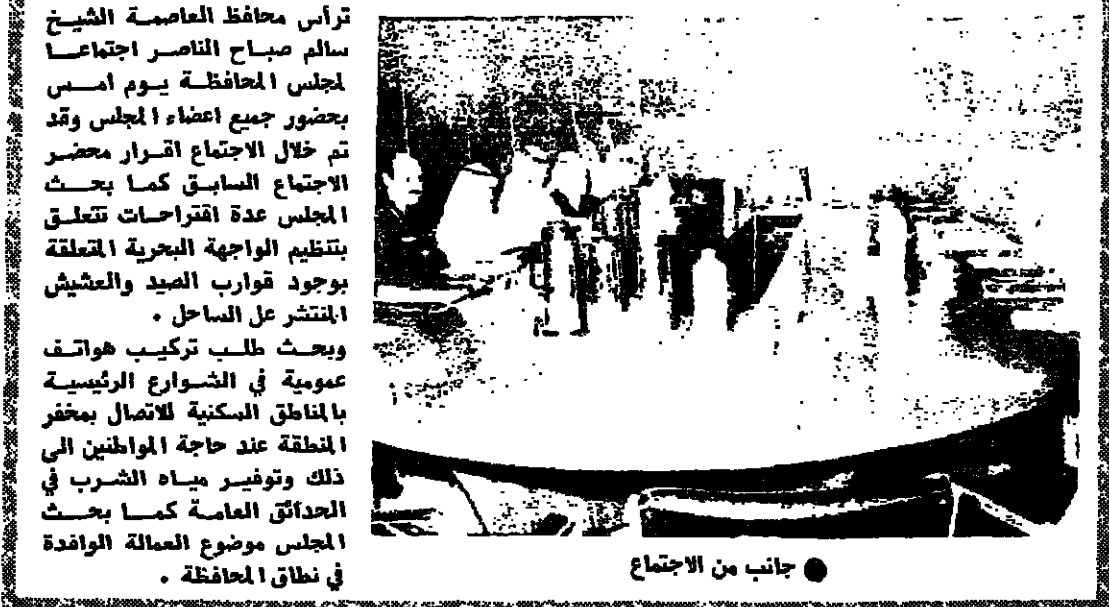 ترأس محافظ العاصمة الشيخ
سالم صباح الناصر اجتماعا
لمجلس المحافظة يوم امس
بحضور جميع اعضاء المجلس وقد
تم خلال الاجتماع اقرار محضر
الاجتماع السابق كما بحث
المجلس عدة اقتراحات تتعلق
بتنظيم الواجهة البحرية المتعلقة
بوجود قوارب الصيد والعشيش
المنتشر عل الساحل .
وبحث طلب تركيب هواتف
عمومية في الشوارع الرئيسية
بالمناطق السكنية للاتصال بمخفر
المنطقة عند حاجة المواطنين الى
ذلك وتوفير مياه الشرب في
الحدائق العامة كما بحث
المجلس موضوع العمالة الوافدة
في نطاق المحافظة .
● جانب من الاجتماع